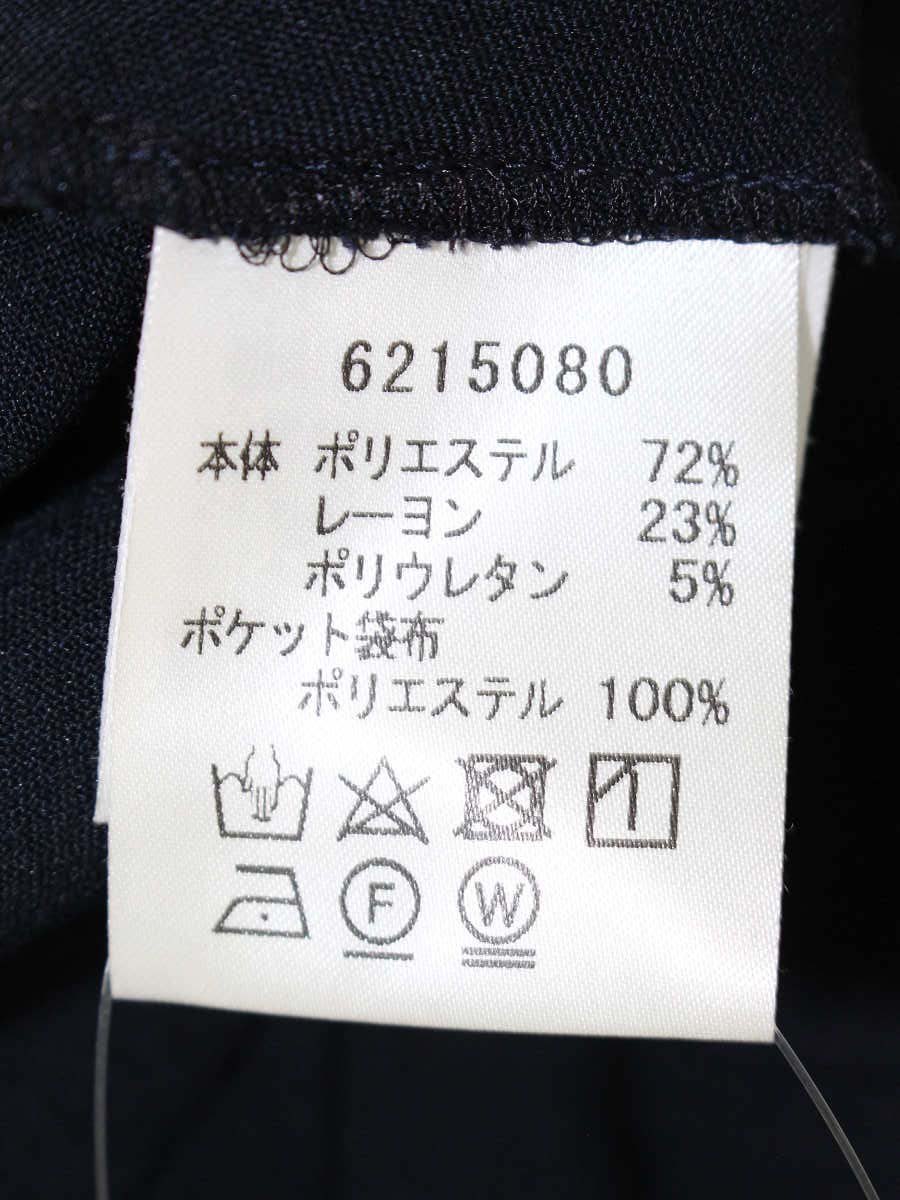 6215080
本体 ポリエステル 72%
レーヨン 23%
ポリウレタン 5%
ポケット袋布
ポリエステル 100%
F W